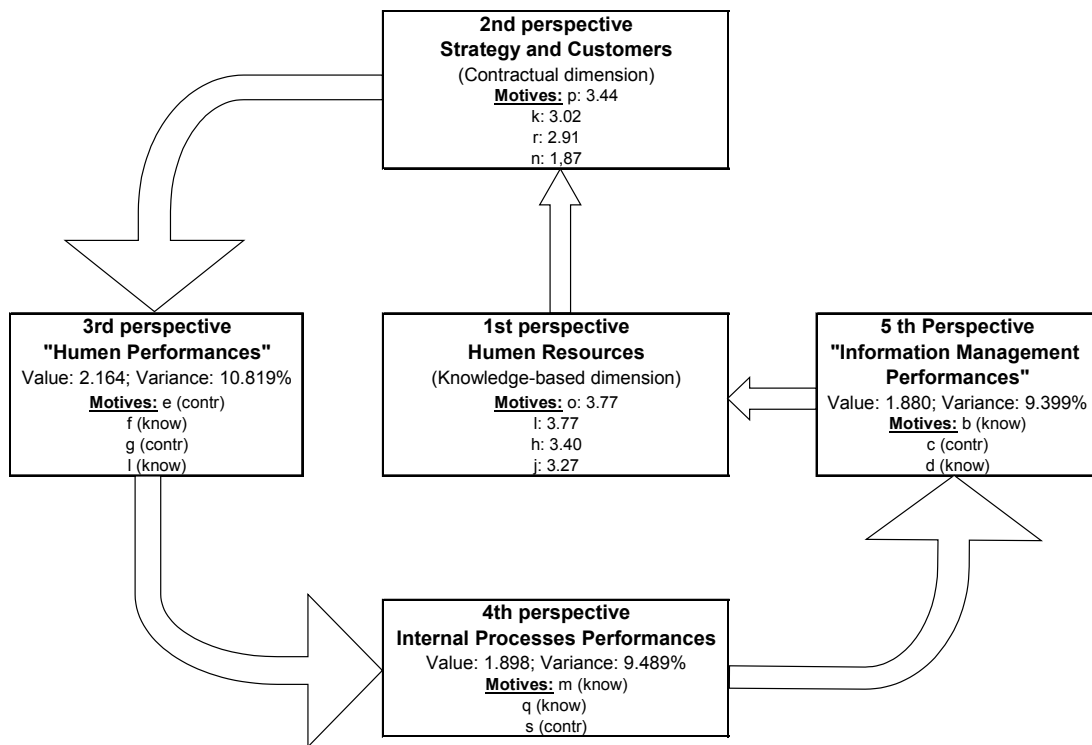 2nd perspective
Strategy and Customers
(Contractual dimension)
Motives: p: 3.44
k: 3.02
r: 2.91
n: 1,87
3rd perspective
"Humen Performances"
Value: 2.164; Variance: 10.819%
Motives: e (contr)
f (know)
g (contr)
l (know)
1st perspective
Human Resources
(Knowledge-based dimension)
Motives: o: 3.77
l: 3.77
h: 3.40
j: 3.27
5 th Perspective
"Information Management
Performances"
Value: 1.880; Variance: 9.399%
Motives: b (know)
c (contr)
d (know)
4th perspective
Internal Processes Performances
Value: 1.898; Variance: 9.489%
Motives: m (know)
q (know)
s (contr)